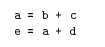 a = b + c
e = a + d